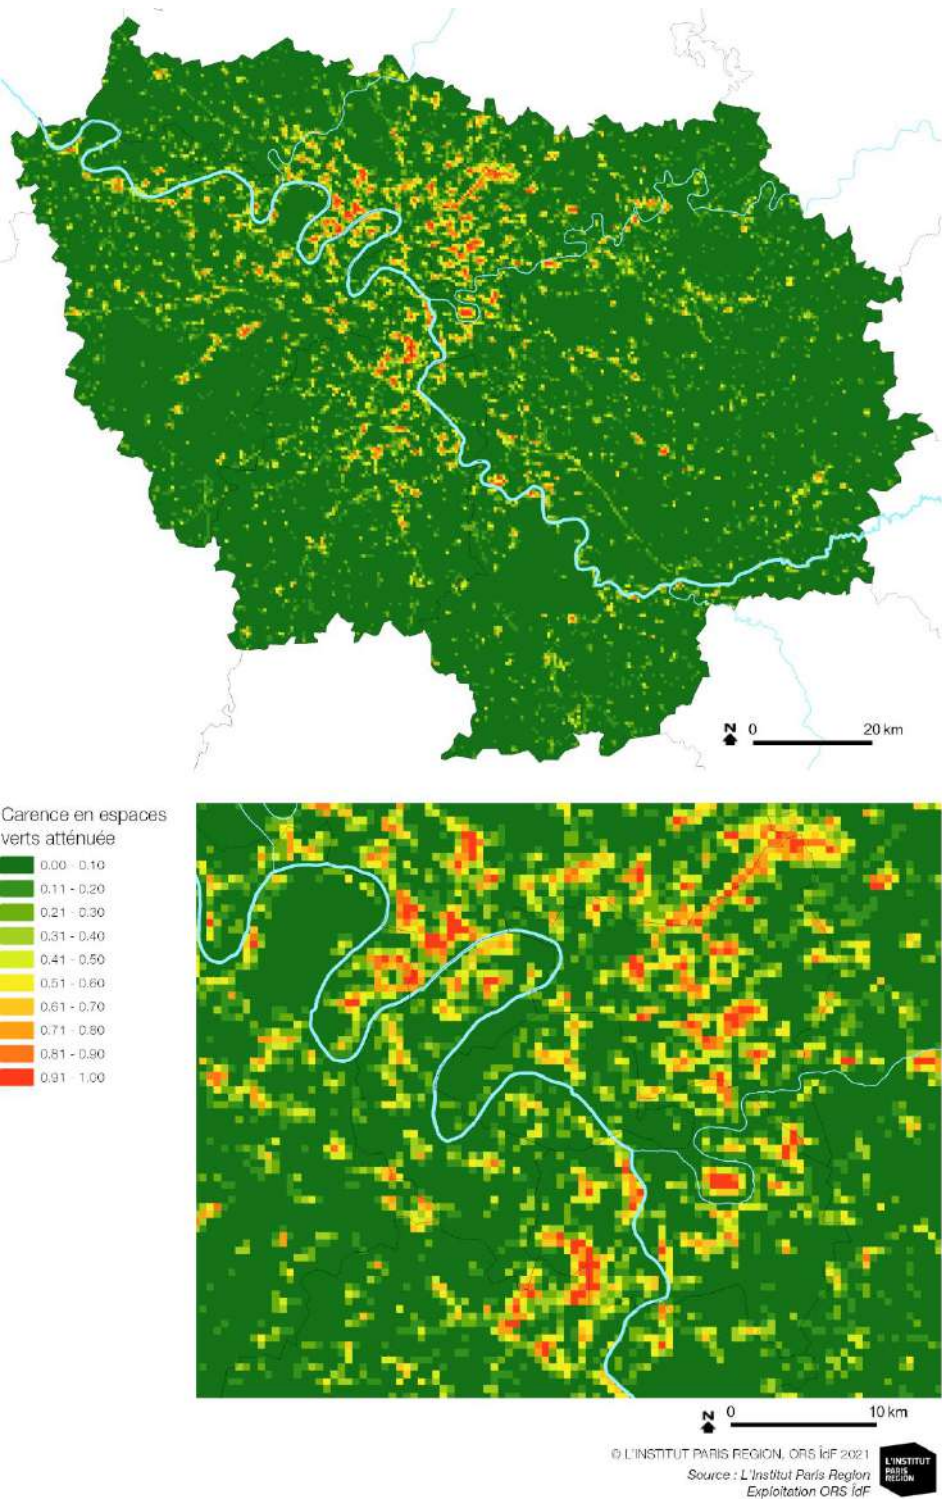 N 0 20 km
Carence en espaces
verts atténuée
0.00 - 0.10
0.11 - 0.20
0.21 - 0.30
0.31 - 0.40
0.41 - 0.50
0.51 - 0.60
0.61 - 0.70
0.71 - 0.80
0.81 - 0.90
0.91 - 1.00
N 0 10 km
© L'INSTITUT PARIS REGION, ORS ÎdF 2021
Source : L'Institut Paris Region
Exploitation ORS ÎdF
L'INSTITUT
PARIS
REGION